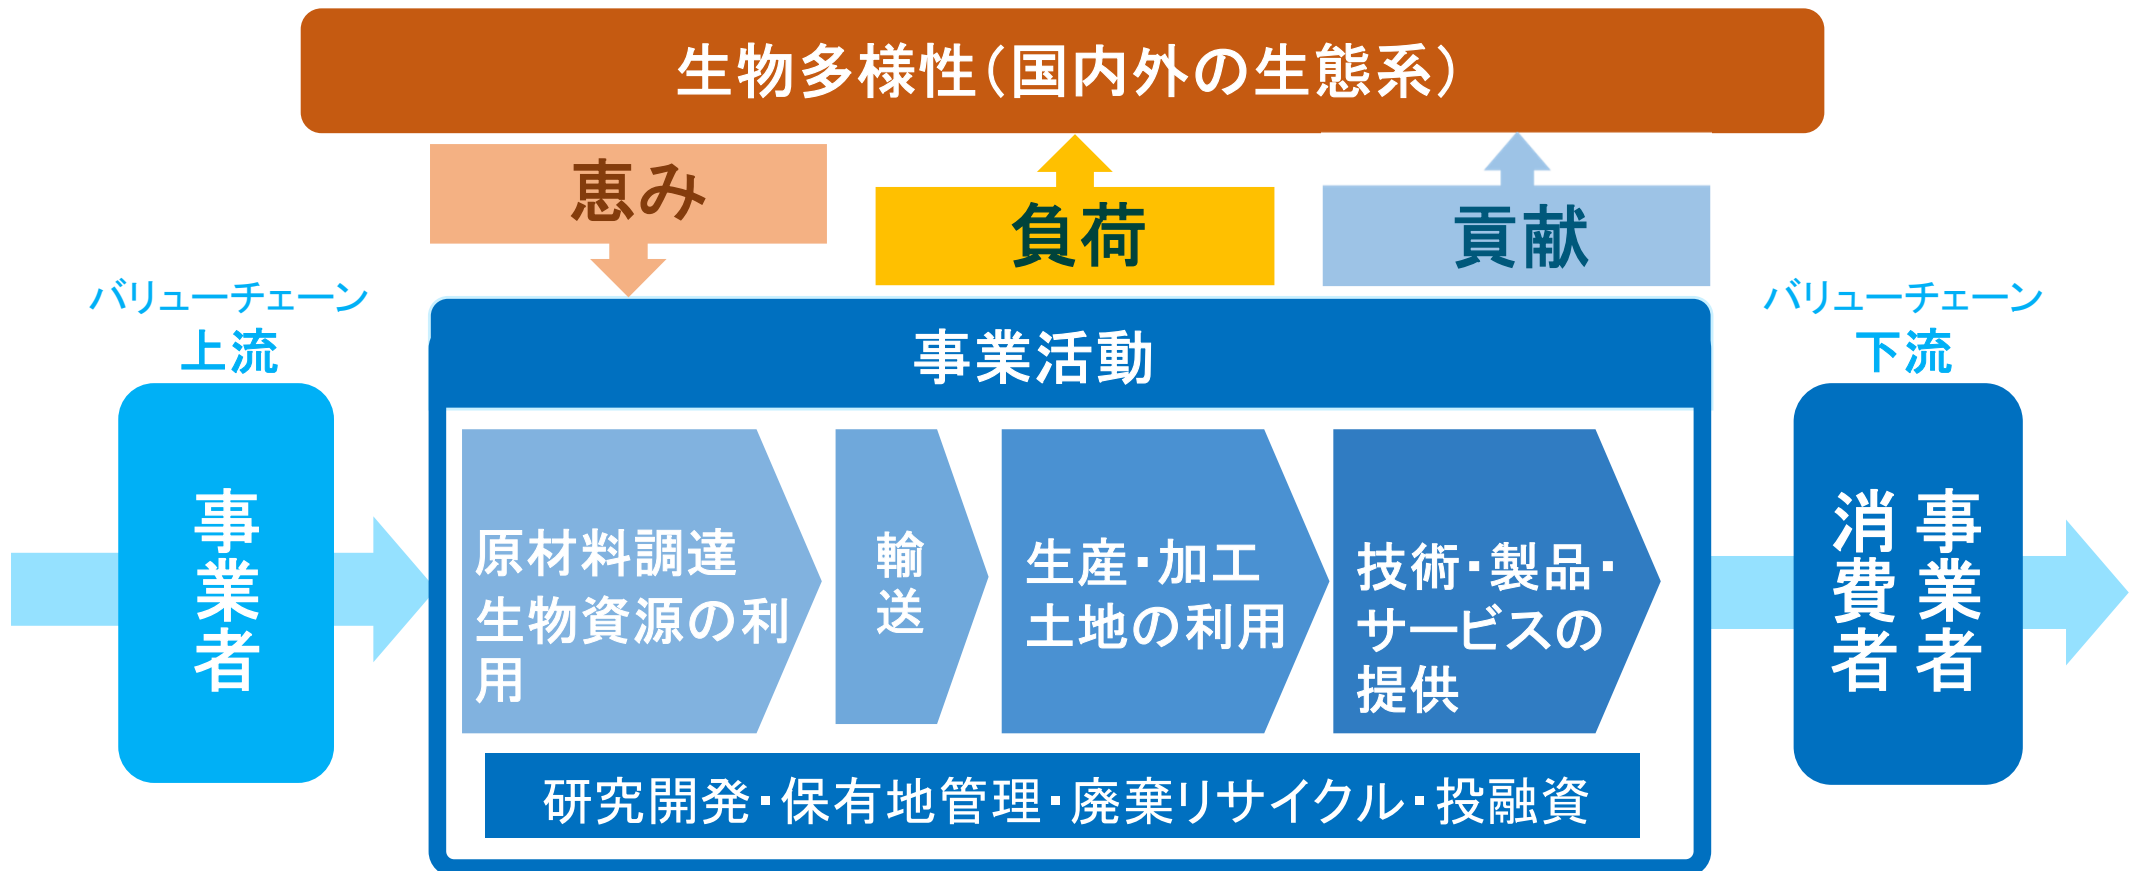 生物多様性（国内外の生態系）
恵み
負荷
貢献
バリューチェーン
上流
事業者
事業活動
原材料調達
生物資源の利
用
輸
送
生産・加工
土地の利用
技術・製品・
サービスの
提供
研究開発・保有地管理・廃棄リサイクル・投融資
バリューチェーン
下流
事業者
消費者